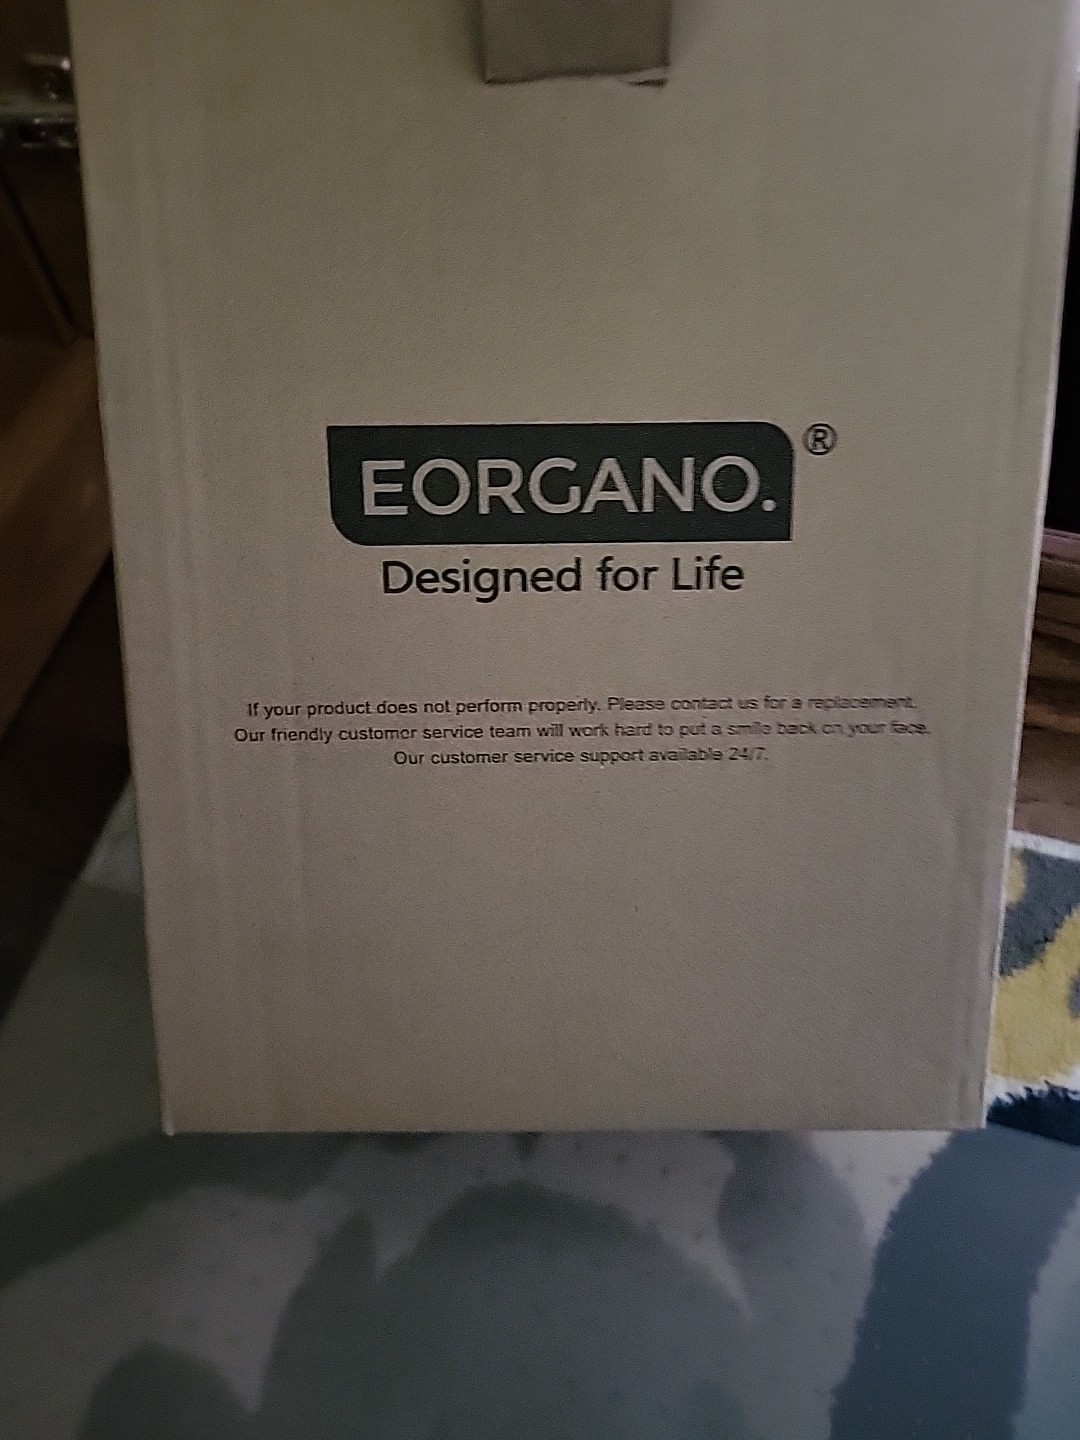 EORGANO.®
Designed for Life
If your product does not perform properly. Please contact us for a replacement.
Our friendly customer service team will work hard to put a smile back on your face.
Our customer service support available 24/7.